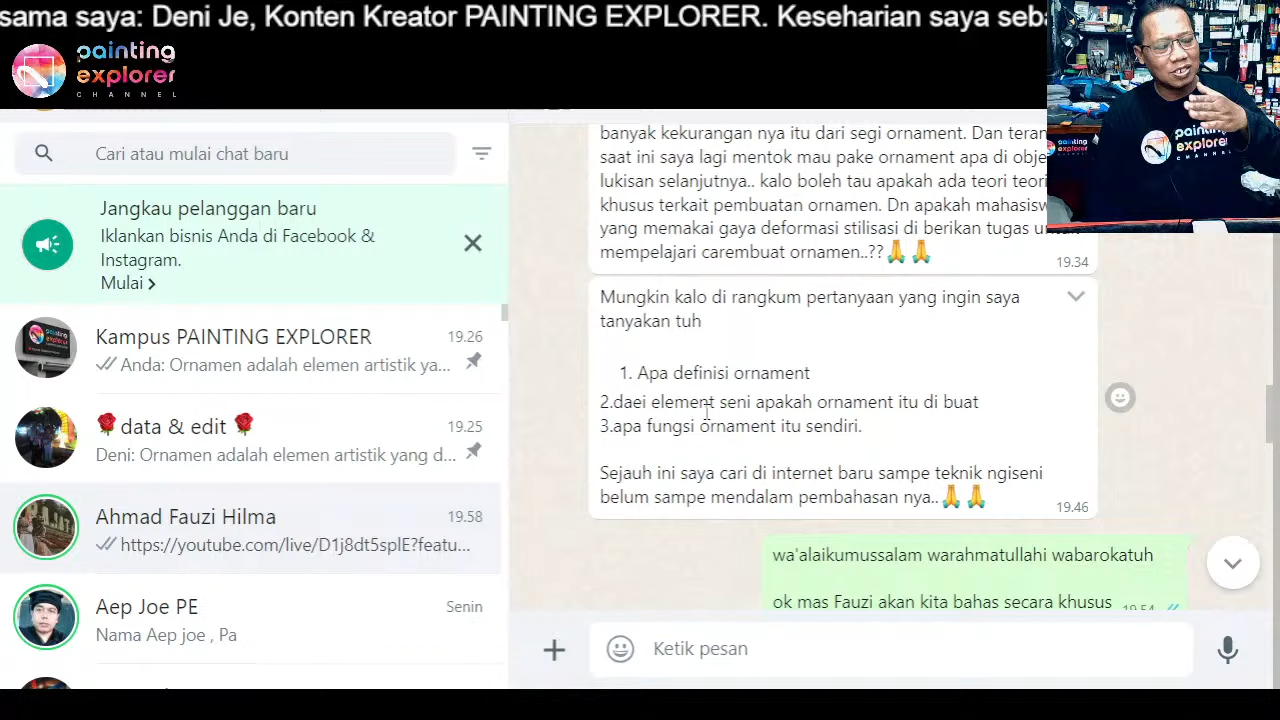 sama saya: Deni Je, Konten Kreator PAINTING EXPLORER. Keseharian saya seba
painting
explorer
CHANNEL
Cari atau mulai chat baru
Jangkau pelanggan baru
Iklankan bisnis Anda di Facebook &
Instagram.
Mulai
Kampus PAINTING EXPLORER 19.26
Anda: Ornamen adalah elemen artistik ya...
data & edit 19.25
Deni: Ornamen adalah elemen artistik yang d...
Ahmad Fauzi Hilma 19.58
https://youtube.com/live/D1j8dt5splE?featu...
Aep Joe PE Senin
Nama Aep joe , Pa
banyak kekurangan nya itu dari segi ornament. Dan teran
saat ini saya lagi mentok mau pake ornament apa di obje
lukisan selanjutnya.. kalo boleh tau apakah ada teori teori
khusus terkait pembuatan ornamen. Dn apakah mahasisw
yang memakai gaya deformasi stilisasi di berikan tugas un
mempelajari carembuat ornamen..??🙏🙏
19.34
Mungkin kalo di rangkum pertanyaan yang ingin saya
tanyakan tuh
1. Apa definisi ornament
2.daei element seni apakah ornament itu di buat
3.apa fungsi ornament itu sendiri.
Sejauh ini saya cari di internet baru sampe teknik ngiseni
belum sampe mendalam pembahasan nya..🙏🙏
19.46
wa'alaikumussalam warahmatullahi wabarokatuh
ok mas Fauzi akan kita bahas secara khusus 19.54
Ketik pesan
painting
explorer
CHANNEL